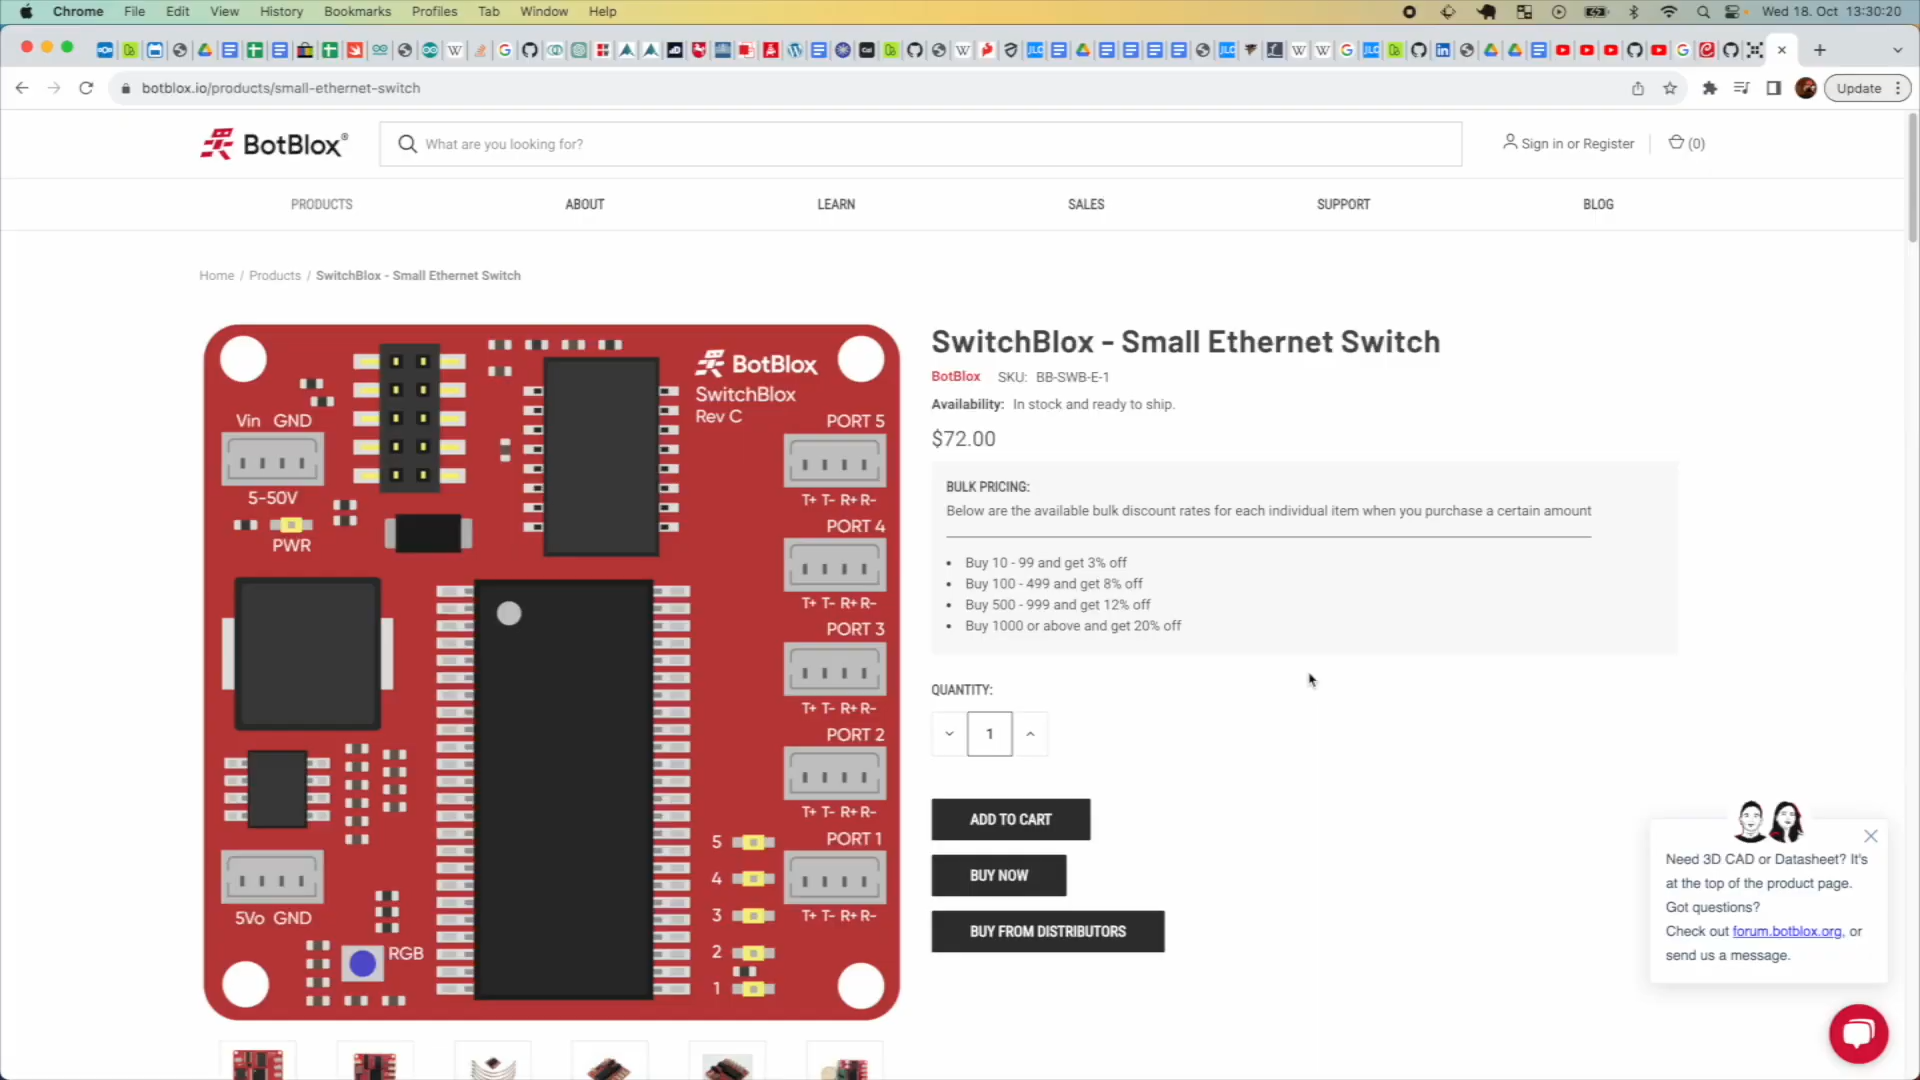 Chrome File Edit View History Bookmarks Profiles Tab Window Help
Wed 18. Oct 13:30:20
botblox.io/products/small-ethernet-switch
Update
BotBlox®
What are you looking for?
Sign in or Register
(0)
PRODUCTS ABOUT LEARN SALES SUPPORT BLOG
Home / Products / SwitchBlox - Small Ethernet Switch
BotBlox
SwitchBlox
Rev C
Vin GND
5-50V
PWR
PORT 5
T+ T- R+ R-
PORT 4
T+ T- R+ R-
PORT 3
T+ T- R+ R-
PORT 2
T+ T- R+ R-
PORT 1
T+ T- R+ R-
5
4
3
2
1
5Vo GND
RGB
SwitchBlox - Small Ethernet Switch
BotBlox SKU: BB-SWB-E-1
Availability: In stock and ready to ship.
$72.00
BULK PRICING:
Below are the available bulk discount rates for each individual item when you purchase a certain amount
• Buy 10 - 99 and get 3% off
• Buy 100 - 499 and get 8% off
• Buy 500 - 999 and get 12% off
• Buy 1000 or above and get 20% off
QUANTITY:
1
ADD TO CART
BUY NOW
BUY FROM DISTRIBUTORS
Need 3D CAD or Datasheet? It's
at the top of the product page.
Got questions?
Check out forum.botblox.org, or
send us a message.